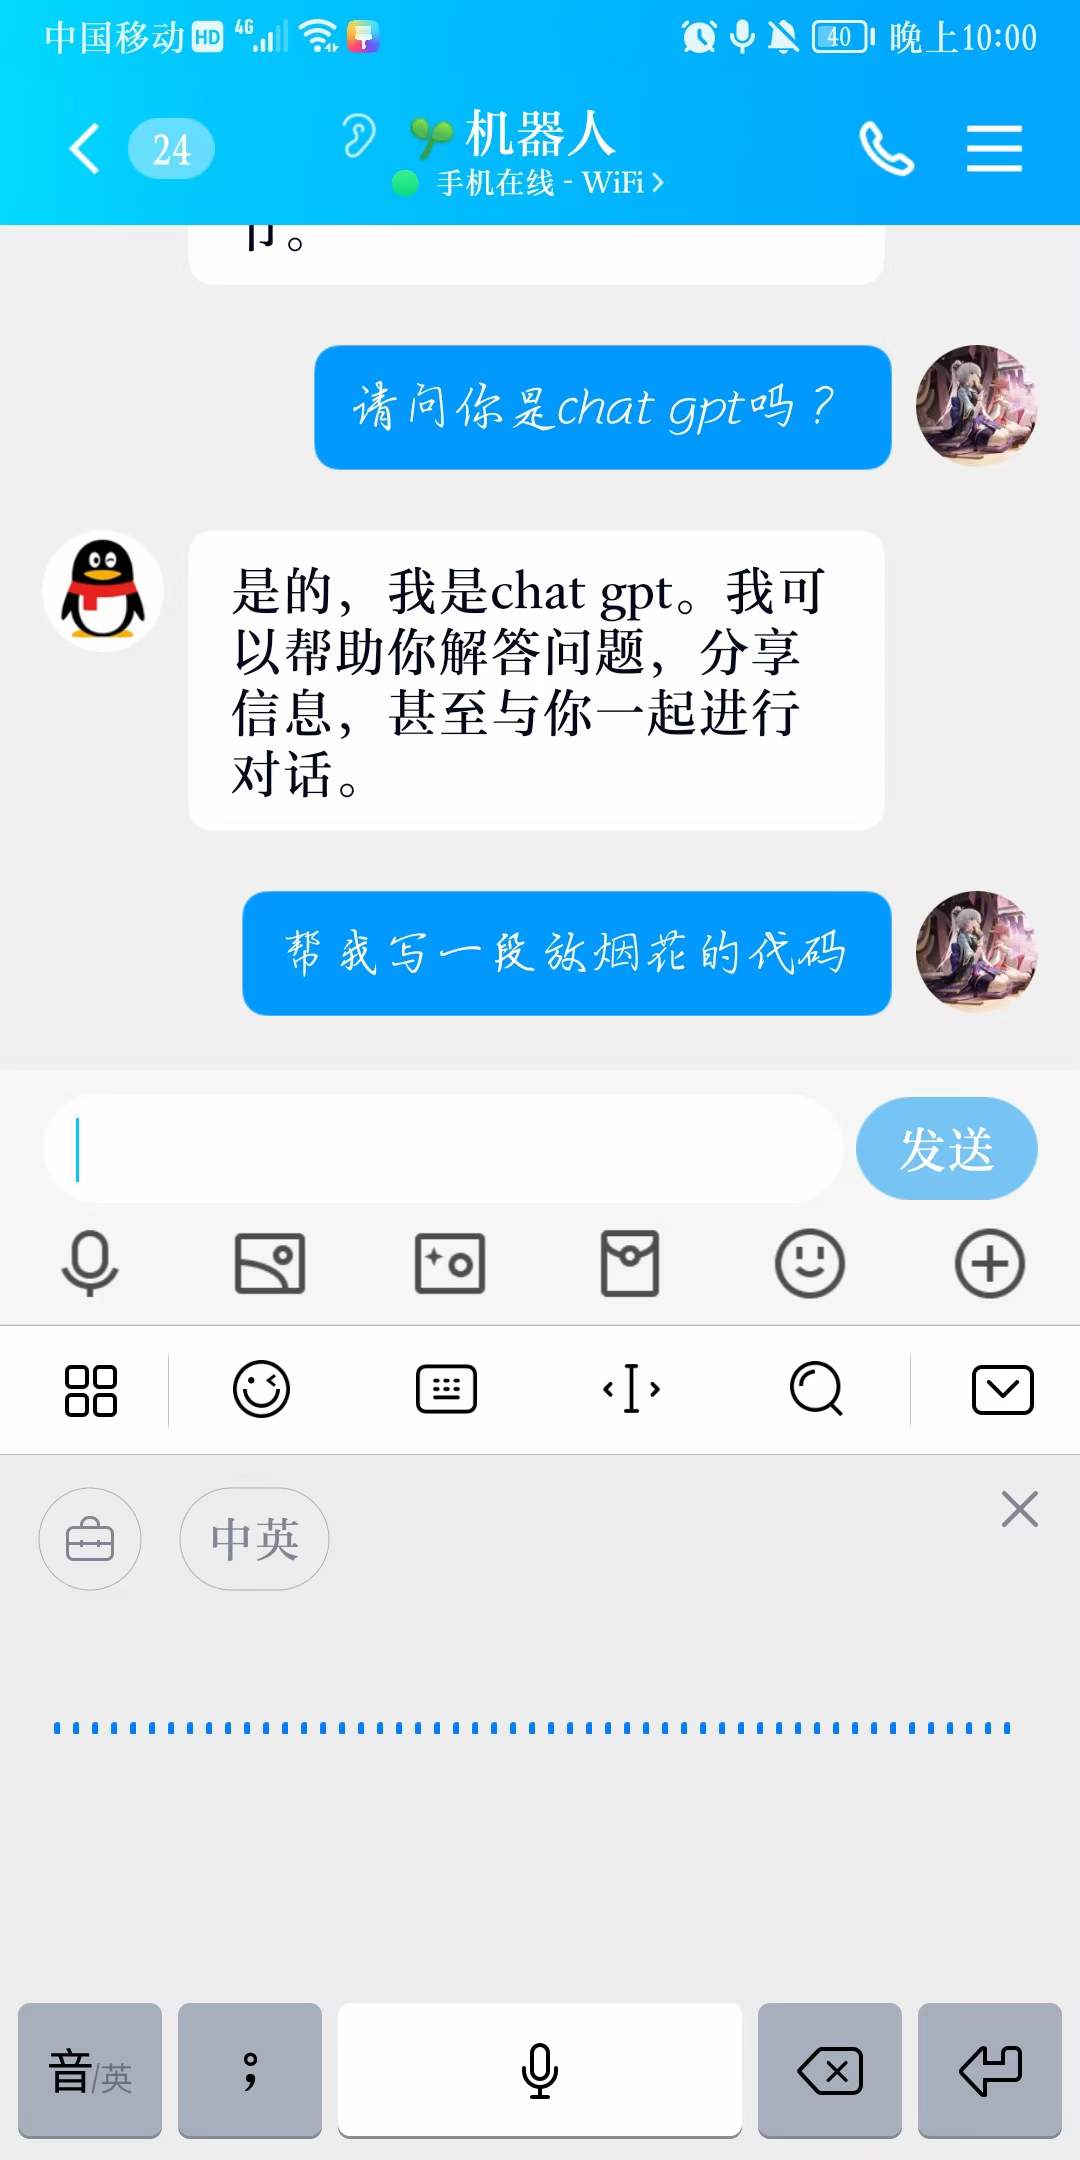 中国移动 HD 4G 40 晚上10:00
24 机器人
手机在线 - WiFi
请问你是chat gpt吗？
是的，我是chat gpt。我可
以帮助你解答问题，分享
信息，甚至与你一起进行
对话。
帮我写一段放烟花的代码
发送
中英
音/英 ；